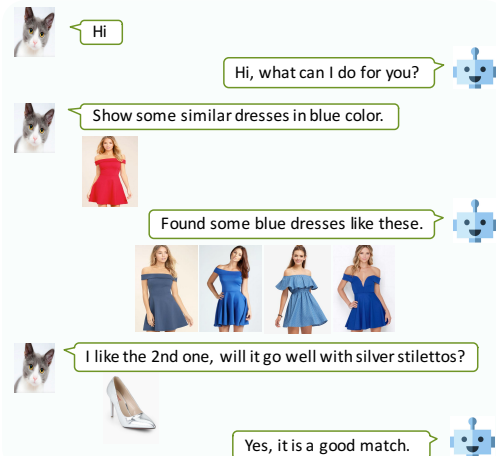 Hi
Hi, what can I do for you?
Show some similar dresses in blue color.
Found some blue dresses like these.
I like the 2nd one, will it go well with silver stilettos?
Yes, it is a good match.